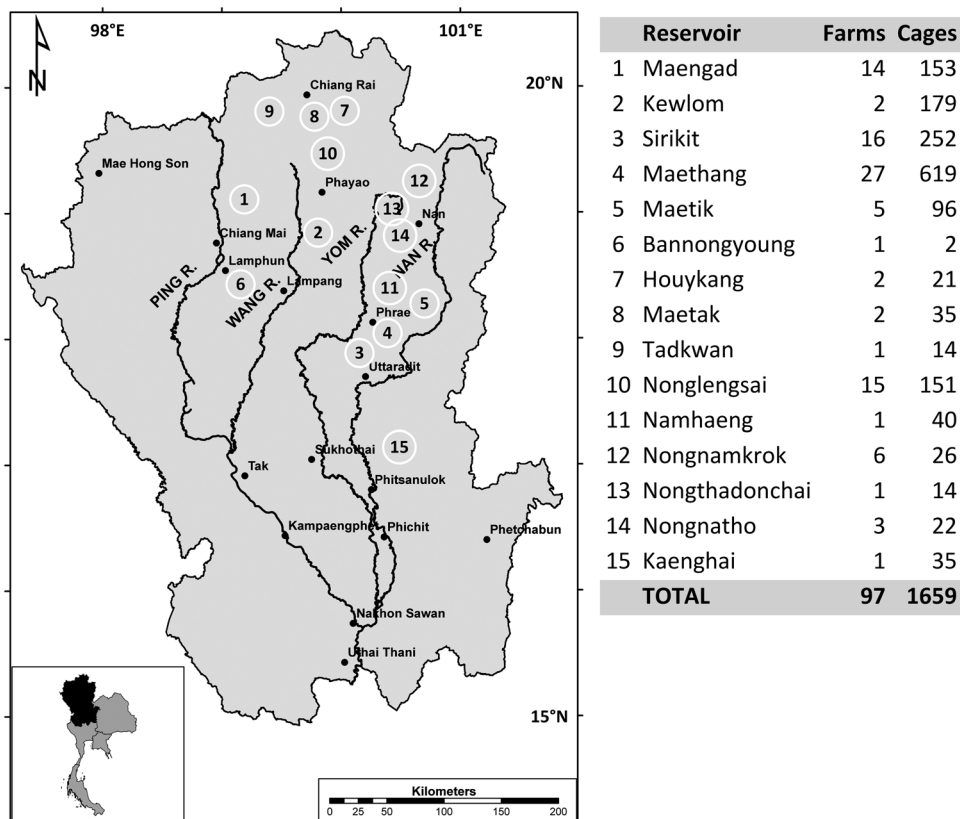 98°E
101°E
N
20°N
Chiang Rai
9
8
7
10
Mae Hong Son
12
Phayao
1
13
Nan
2
14
YOM R.
Chiang Mai
NAN R.
Lamphun
PING R.
6
WANG R.
Lampang
11
5
Phrae
4
3
Uttaradit
Sukhothai
15
Tak
Phitsanulok
Kampaengphet
Phichit
Phetchabun
Nakhon Sawan
Uthai Thani
15°N
Kilometers
0 25 50 100 150 200
Reservoir Farms Cages
1 Maengad 14 153
2 Kewlom 2 179
3 Sirikit 16 252
4 Maethang 27 619
5 Maetik 5 96
6 Bannongyoung 1 2
7 Houykang 2 21
8 Maetak 2 35
9 Tadkwan 1 14
10 Nonglengsai 15 151
11 Namhaeng 1 40
12 Nongnamkrok 6 26
13 Nongthadonchai 1 14
14 Nongnatho 3 22
15 Kaenghai 1 35
TOTAL 97 1659